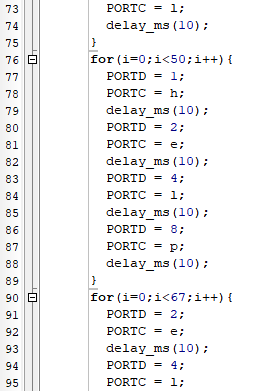 73 PORTC = l;
74 delay_ms(10);
75 }
76 for(i=0;i<50;i++){
77 PORTD = 1;
78 PORTC = h;
79 delay_ms(10);
80 PORTD = 2;
81 PORTC = e;
82 delay_ms(10);
83 PORTD = 4;
84 PORTC = l;
85 delay_ms(10);
86 PORTD = 8;
87 PORTC = p;
88 delay_ms(10);
89 }
90 for(i=0;i<67;i++){
91 PORTD = 2;
92 PORTC = e;
93 delay_ms(10);
94 PORTD = 4;
95 PORTC = l;